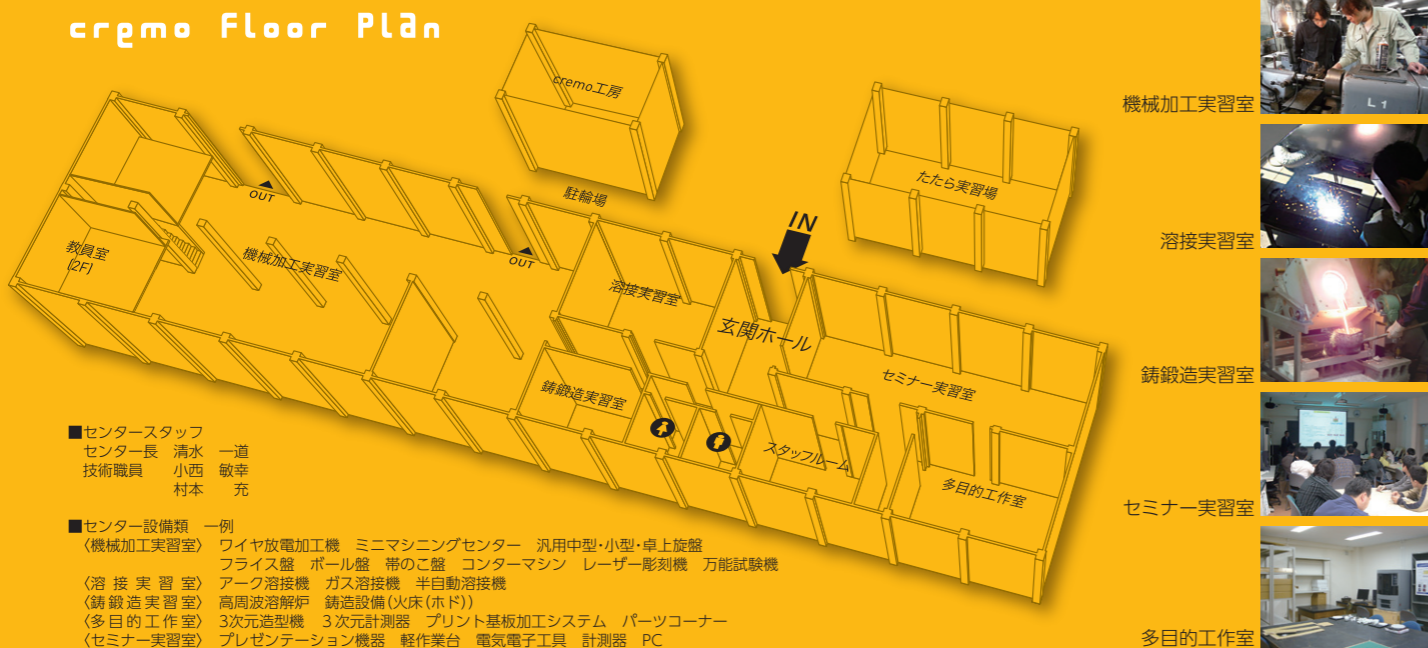 cremo Floor Plan
cremo工房
機械加工実習室
L1
たたら実習場
OUT
駐輪場
IN
溶接実習室
教員室
[2F]
機械加工実習室
OUT
溶接実習室
玄関ホール
鋳鍛造実習室
セミナー実習室
鋳鍛造実習室
スタッフルーム
多目的工作室
セミナー実習室
■センタースタッフ
センター長 清水 一道
技術職員 小西 敏幸
村本 充
■センター設備類 一例
〈機械加工実習室〉 ワイヤ放電加工機 ミニマシニングセンター 汎用中型・小型・卓上旋盤
フライス盤 ボール盤 帯のこ盤 コンターマシン レーザー彫刻機 万能試験機
〈溶接実習室〉 アーク溶接機 ガス溶接機 半自動溶接機
〈鋳鍛造実習室〉 高周波溶解炉 鋳造設備(火床(ホド))
〈多目的工作室〉 3次元造型機 3次元計測器 プリント基板加工システム パーツコーナー
〈セミナー実習室〉 プレゼンテーション機器 軽作業台 電気電子工具 計測器 PC
多目的工作室